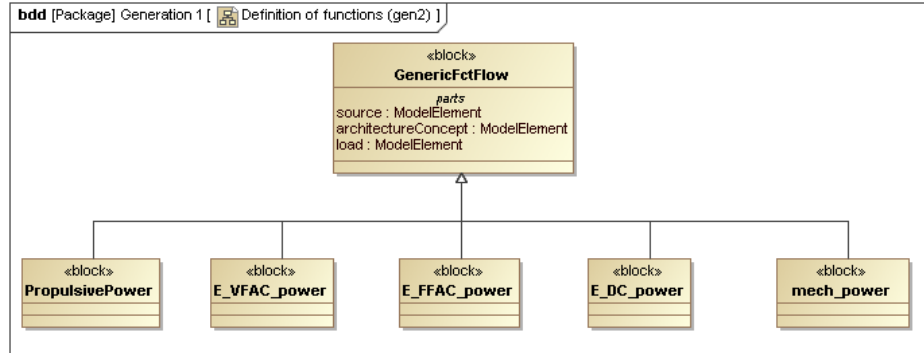 bdd [Package] Generation 1 [ Definition of functions (gen2) ]
«block»
GenericFctFlow
parts
source : ModelElement
architectureConcept : ModelElement
load : ModelElement
«block»
PropulsivePower
«block»
E_VFAC_power
«block»
E_FFAC_power
«block»
E_DC_power
«block»
mech_power